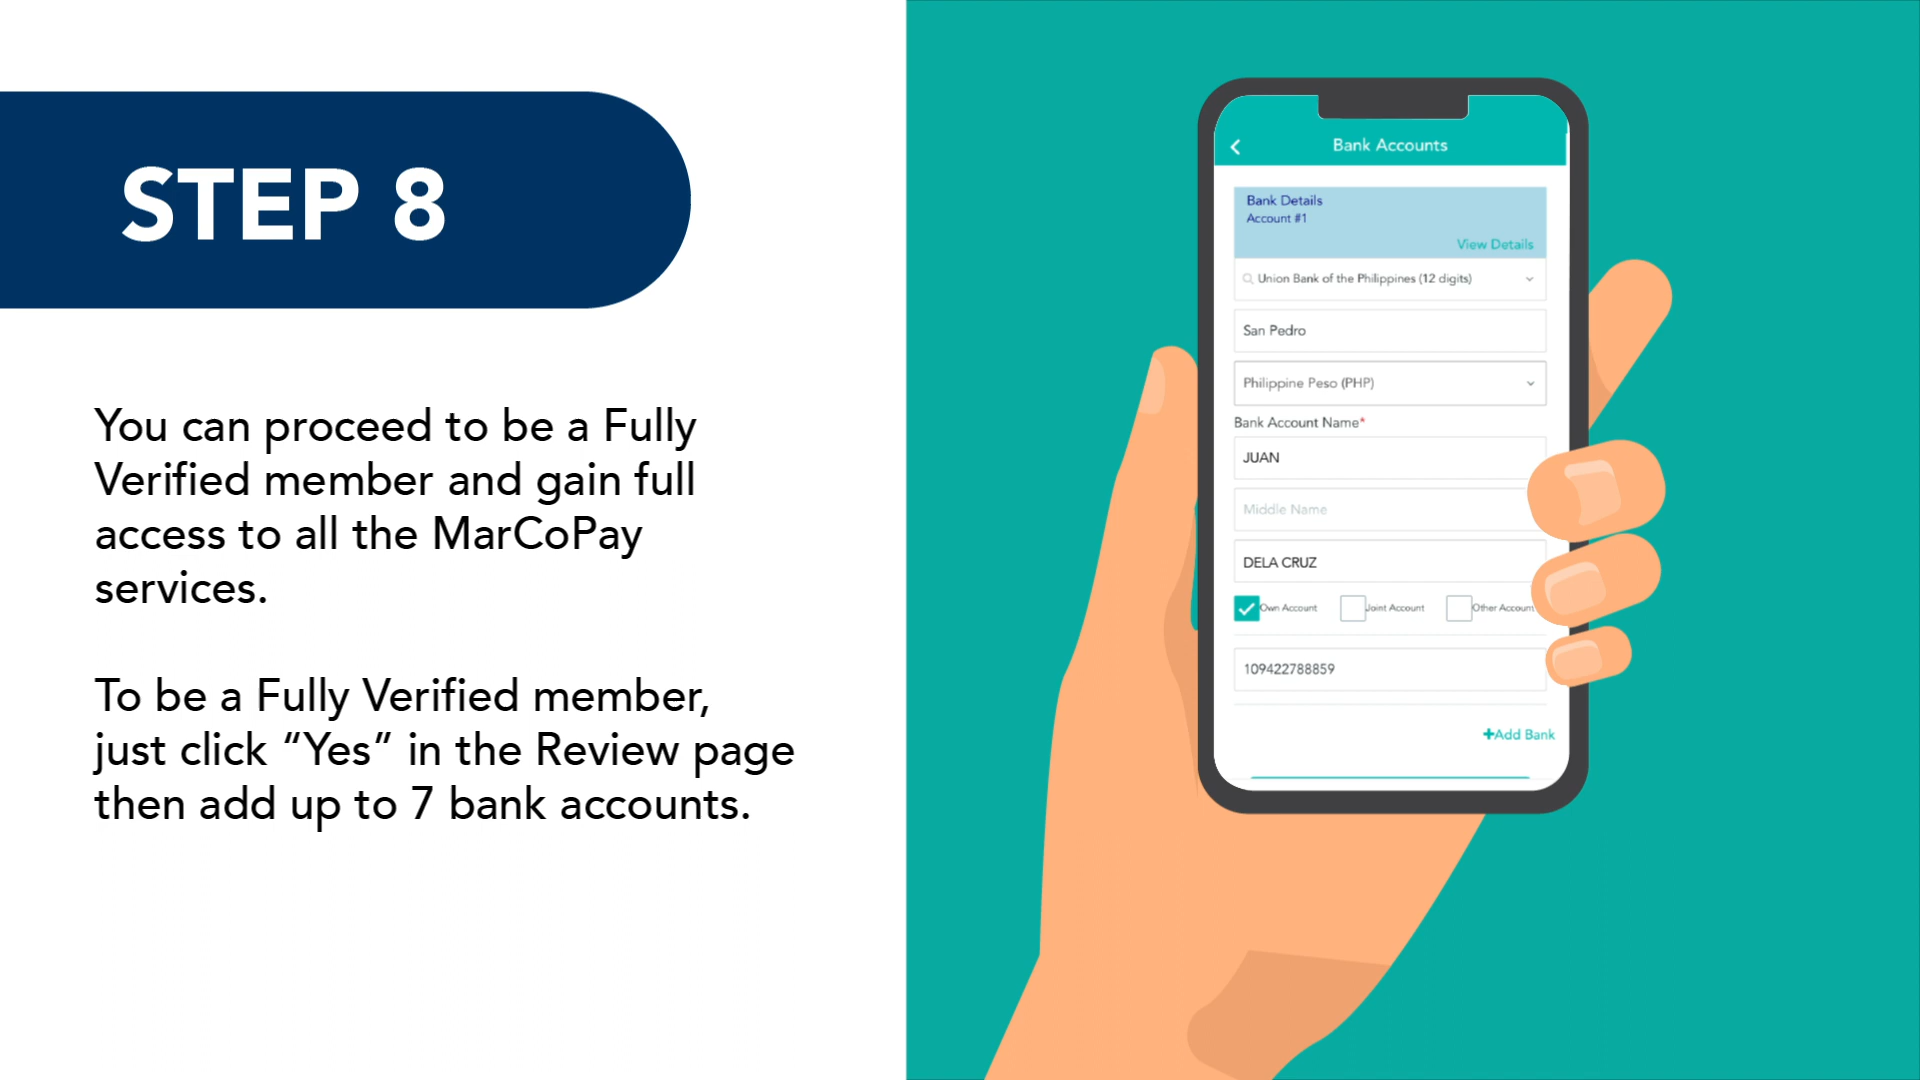 STEP 8
You can proceed to be a Fully
Verified member and gain full
access to all the MarCoPay
services.
To be a Fully Verified member,
just click “Yes” in the Review page
then add up to 7 bank accounts.
Bank Accounts
Bank Details
Account #1
View Details
Union Bank of the Philippines (12 digits)
San Pedro
Philippine Peso (PHP)
Bank Account Name*
JUAN
Middle Name
DELA CRUZ
Own Account Joint Account Other Account
109422788859
+Add Bank